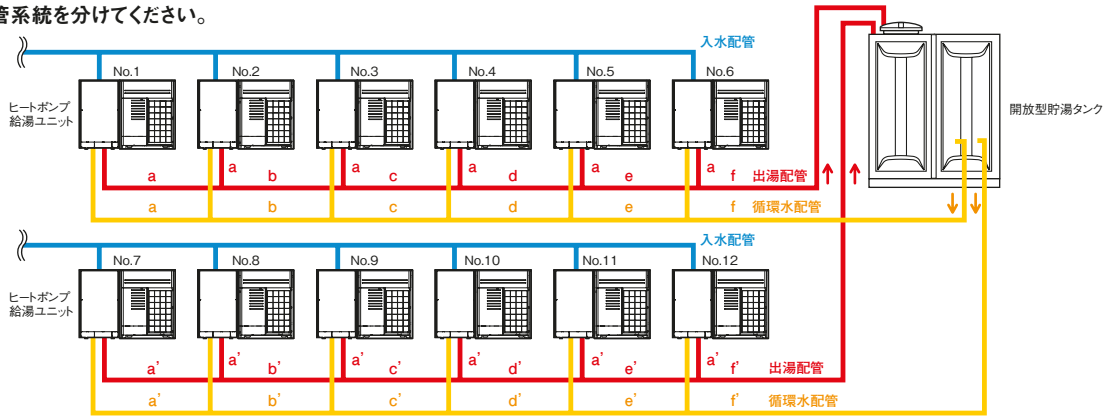 管系統を分けてください。
入水配管
No.1 No.2 No.3 No.4 No.5 No.6
ヒートポンプ
給湯ユニット
開放型貯湯タンク
a a b a c a d a e a f 出湯配管
a b c d e f 循環水配管
入水配管
No.7 No.8 No.9 No.10 No.11 No.12
ヒートポンプ
給湯ユニット
a' a' b' a' c' a' d' a' e' a' f' 出湯配管
a' b' c' d' e' f' 循環水配管